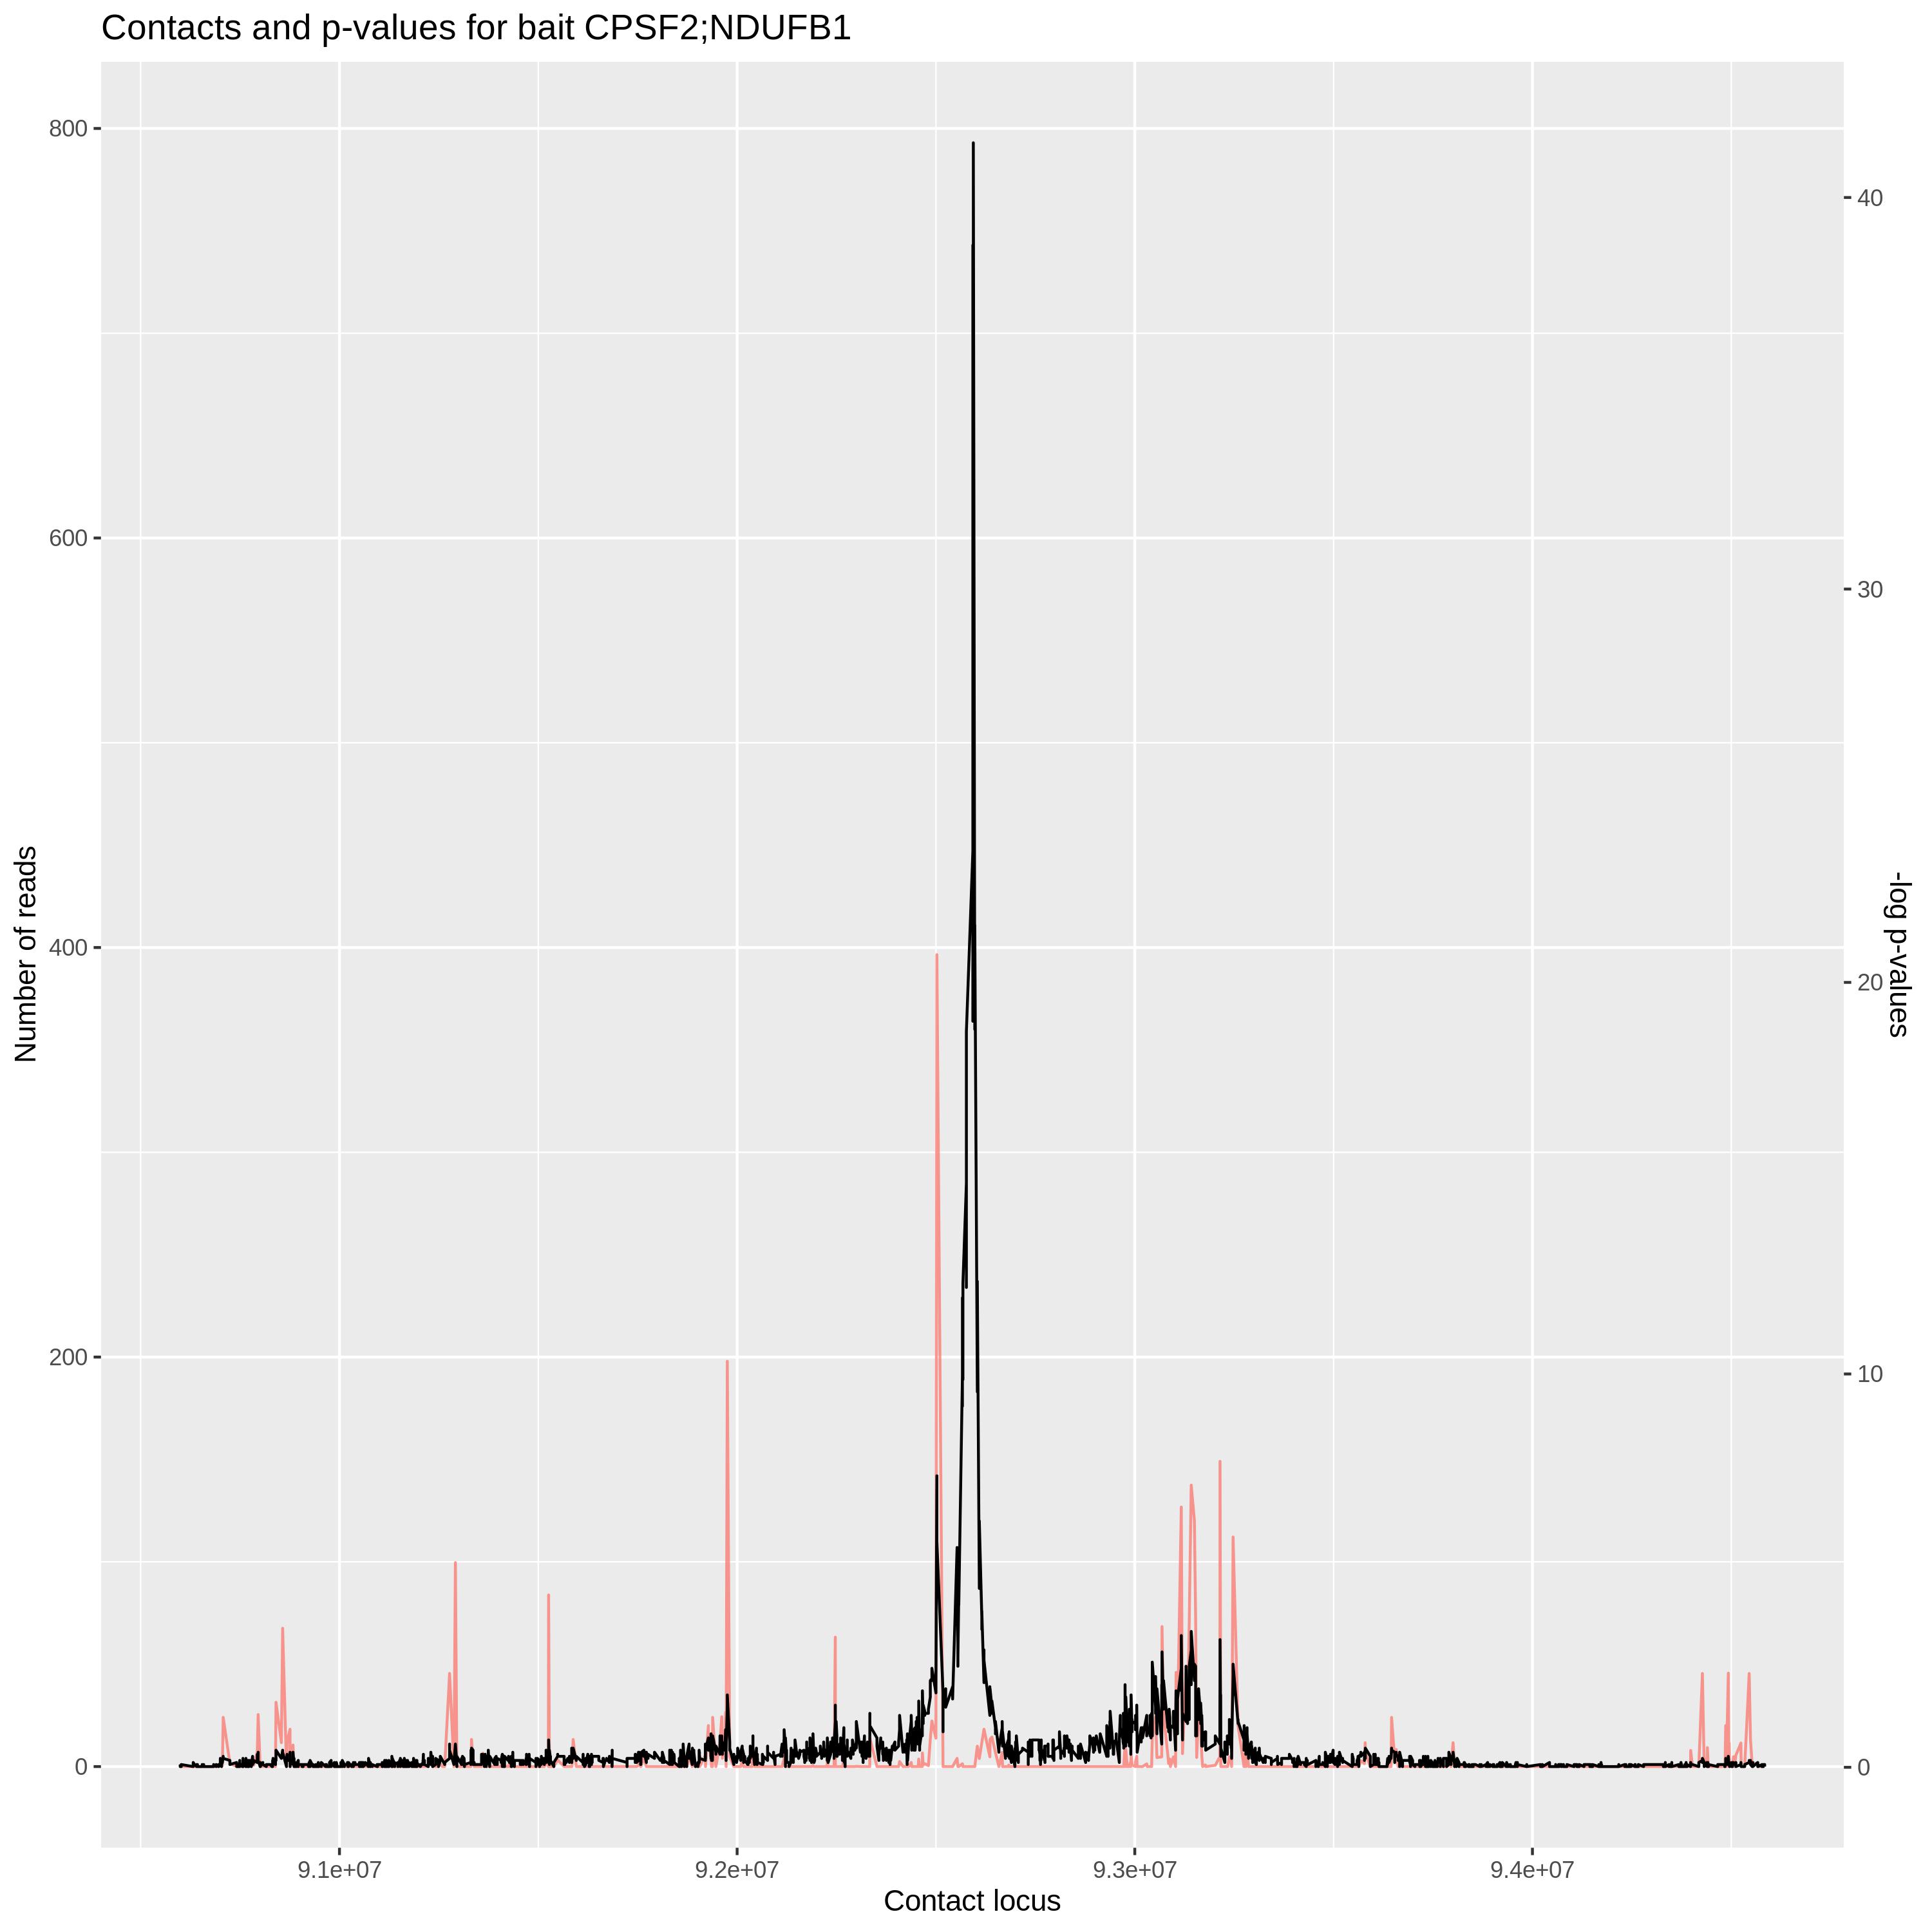 Contacts and p-values for bait CPSF2;NDUFB1
800
600
400
200
0
Number of reads
40
30
20
10
0
-log p-values
9.1e+07
9.2e+07
9.3e+07
9.4e+07
Contact locus